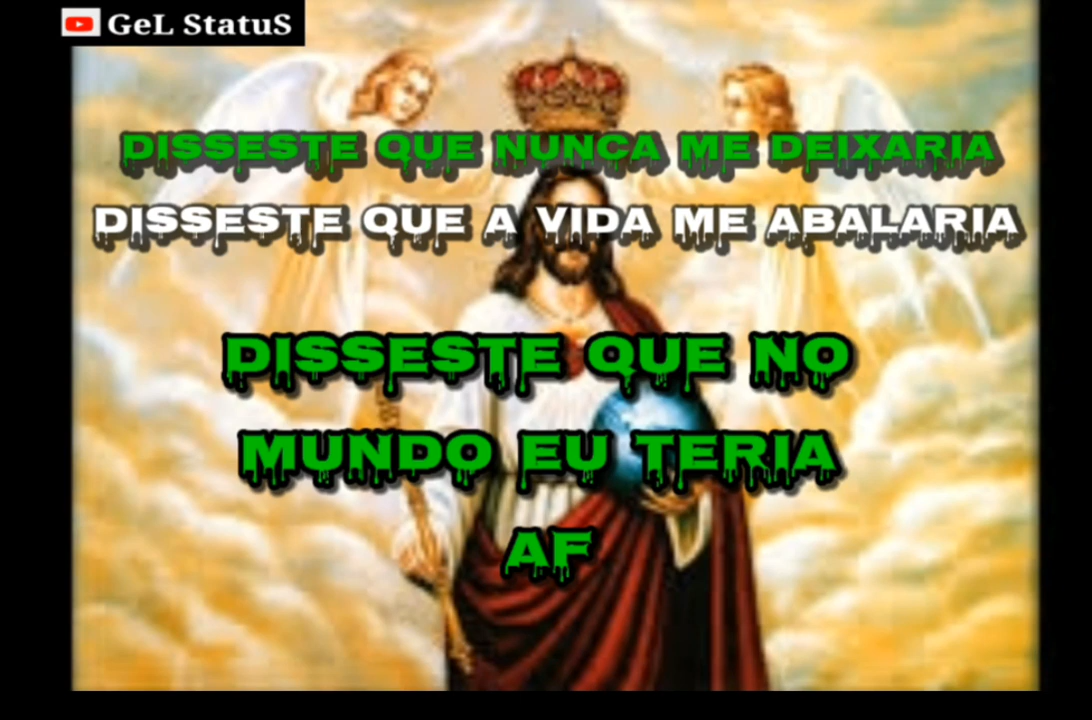 GeL StatuS
DISSESTE QUE NUNCA ME DEIXARIA
DISSESTE QUE A VIDA ME ABALARIA
DISSESTE QUE NO
MUNDO EU TERIA
AF